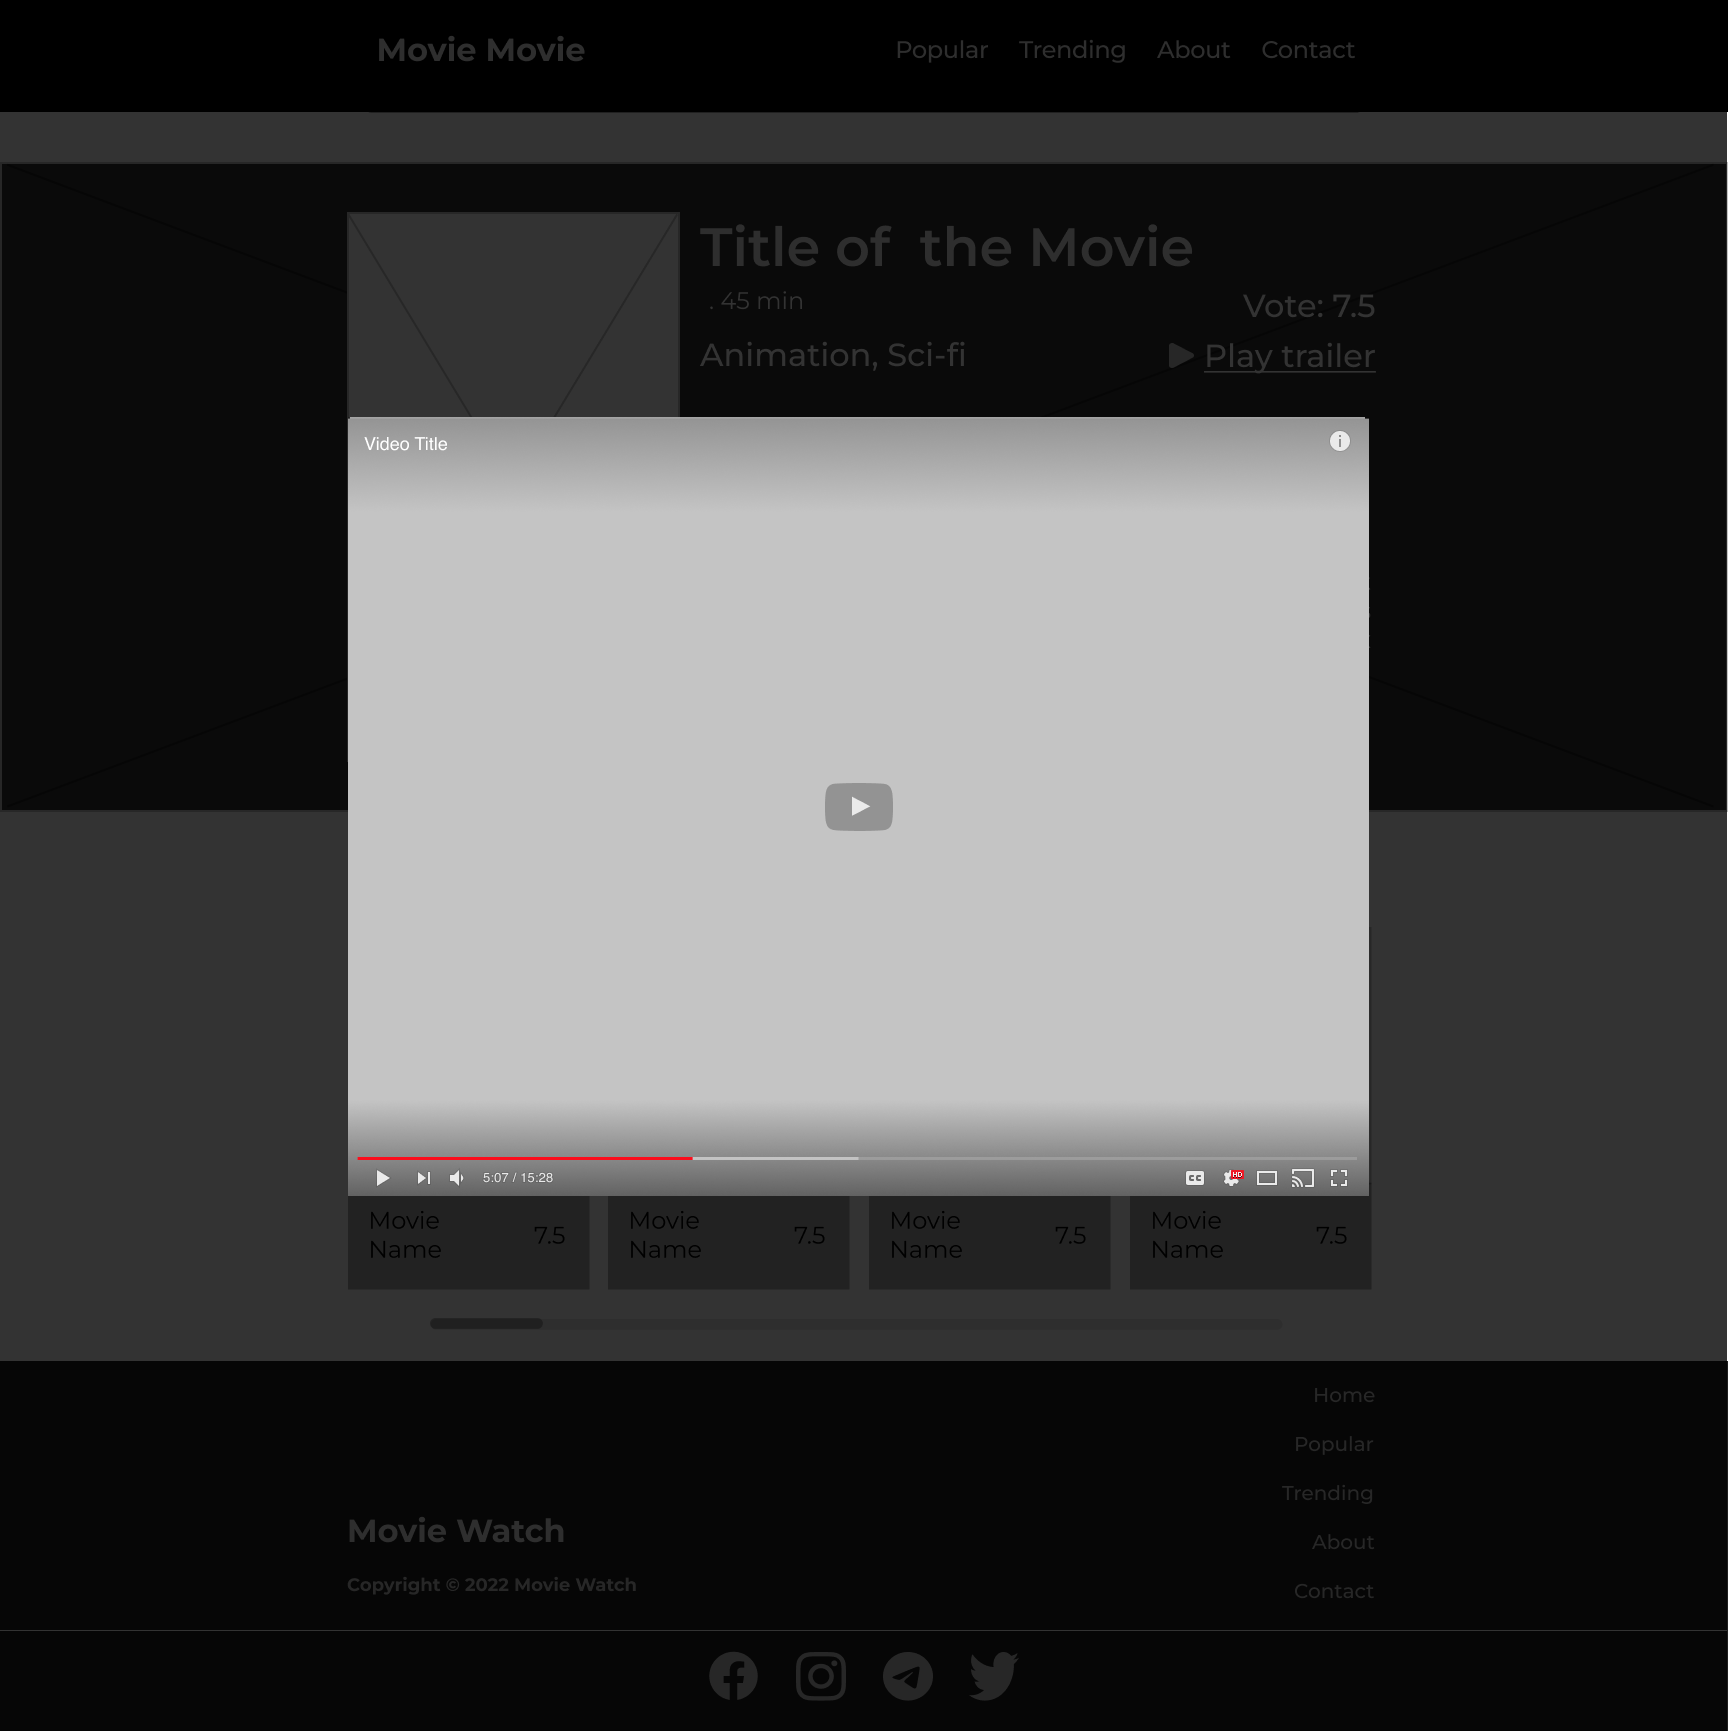 Movie Movie
Popular Trending About Contact
Title of the Movie
. 45 min
Vote: 7.5
Animation, Sci-fi
Play trailer
Video Title
i
5:07 / 15:28
CC
HD
Movie
Name
7.5
Movie
Name
7.5
Movie
Name
7.5
Movie
Name
7.5
Home
Popular
Trending
About
Contact
Movie Watch
Copyright © 2022 Movie Watch